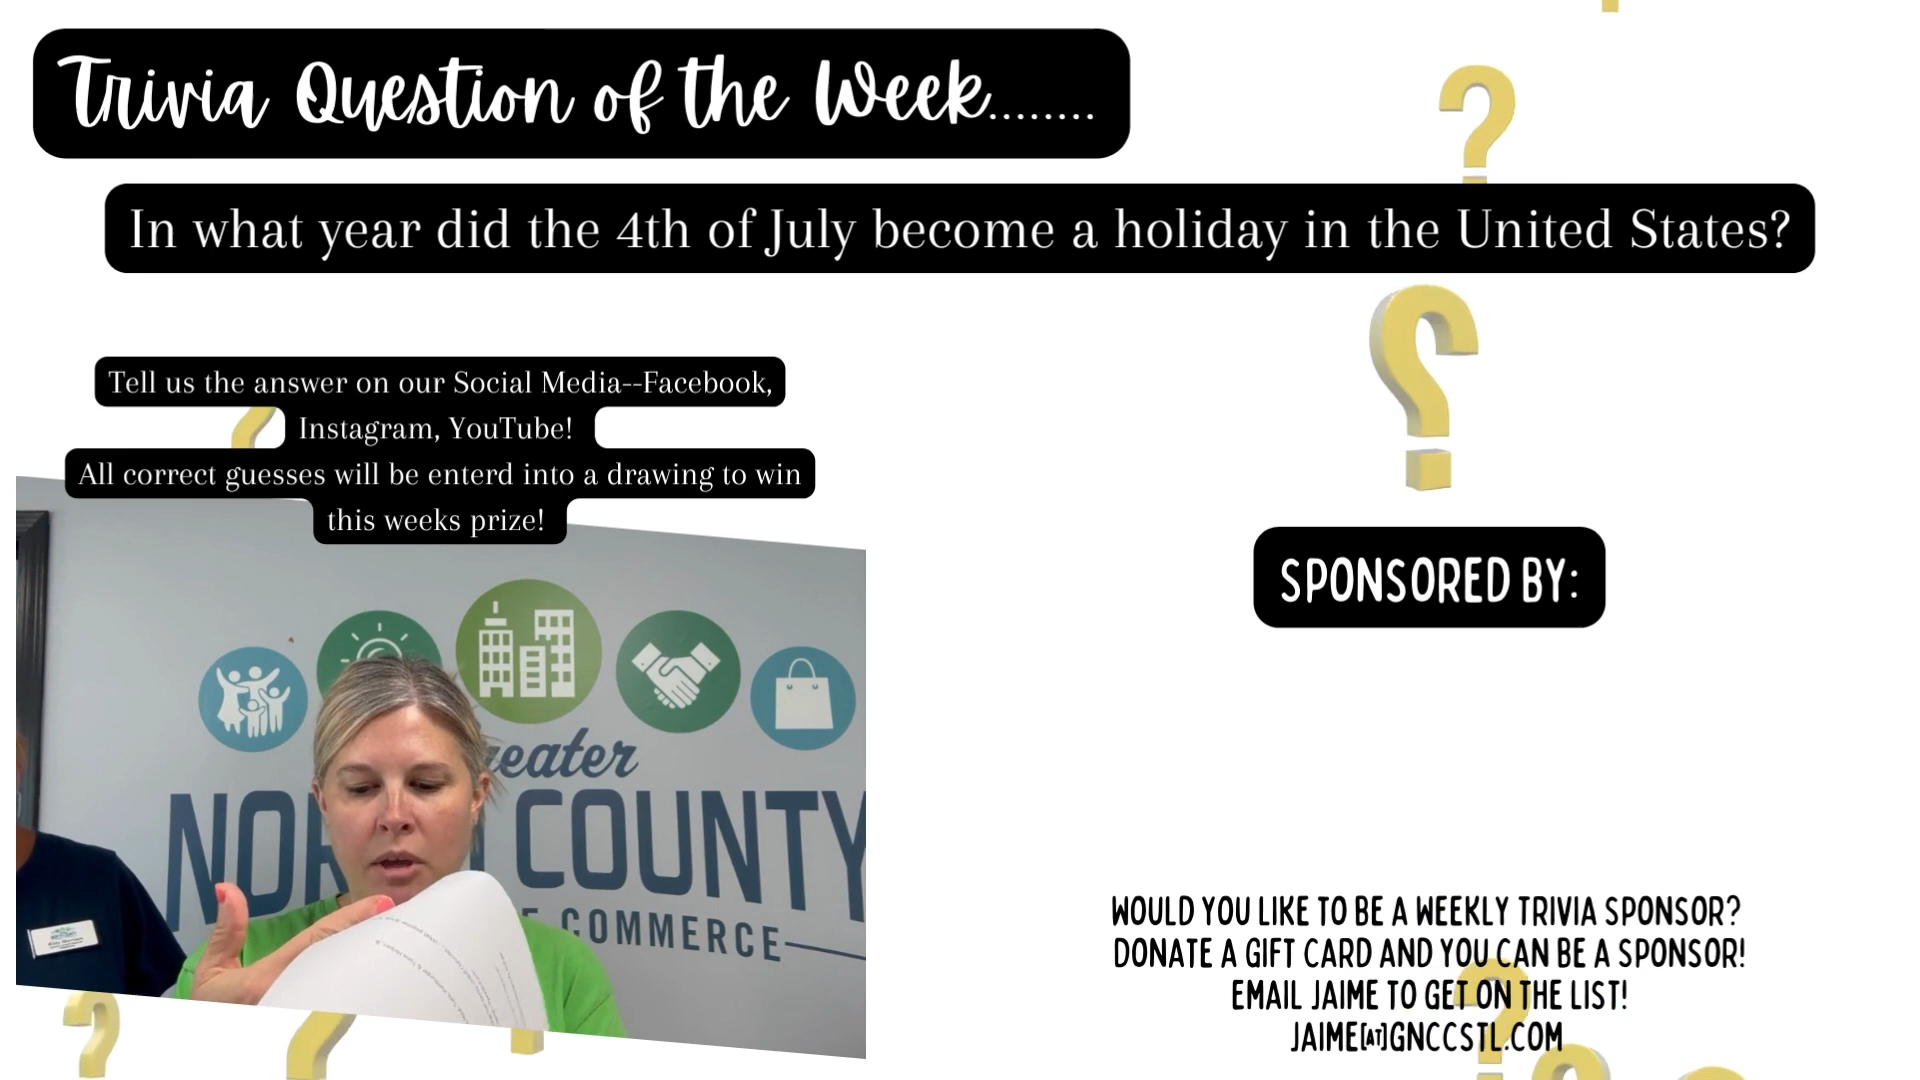 Trivia Question of the Week........
In what year did the 4th of July become a holiday in the United States?
Tell us the answer on our Social Media--Facebook,
Instagram, YouTube!
All correct guesses will be enterd into a drawing to win
this weeks prize!
SPONSORED BY:
reater
NOR COUNTY
COMMERCE
WOULD YOU LIKE TO BE A WEEKLY TRIVIA SPONSOR?
DONATE A GIFT CARD AND YOU CAN BE A SPONSOR!
EMAIL JAIME TO GET ON THE LIST!
JAIME[AT]GNCCSTL.COM